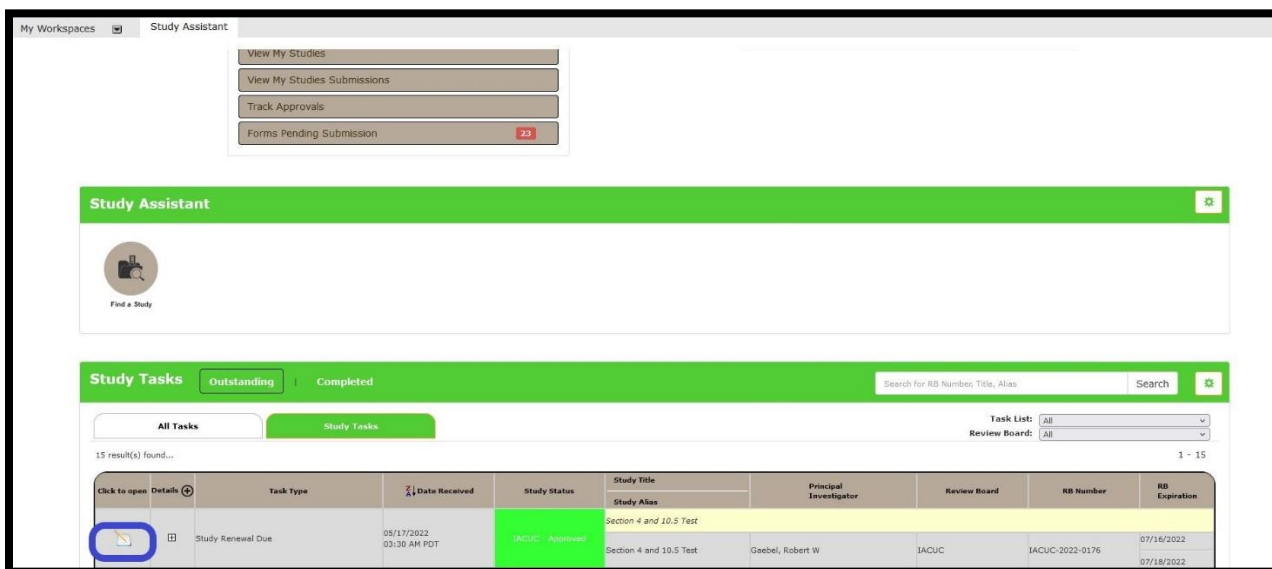 My Workspaces Study Assistant
View My Studies
View My Studies Submissions
Track Approvals
Forms Pending Submission 23
Study Assistant
Find a Study
Study Tasks Outstanding | Completed Search for RB Number, Title, Alias Search
All Tasks Study Tasks Task List: All
Review Board: All
15 result(s) found... 1 - 15
Click to open Details Task Type Date Received Study Status Study Title Principal Investigator Review Board RB Number RB Expiration
Study Alias
Section 4 and 10.5 Test
Study Renewal Due 05/17/2022 03:30 AM PDT IACUC - Approved Section 4 and 10.5 Test Gaebel, Robert W IACUC IACUC-2022-0176 07/16/2022
07/18/2022